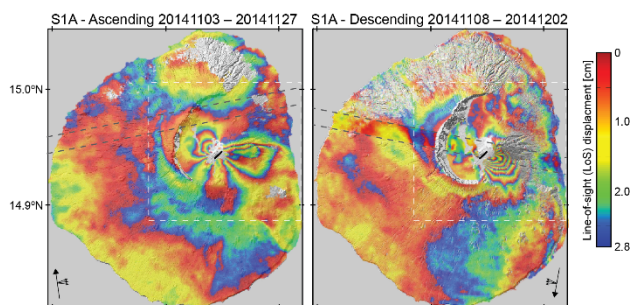 S1A - Ascending 20141103 – 20141127
S1A - Descending 20141108 – 20141202
15.0°N
14.9°N
0
1.0
2.0
2.8
Line-of-sight (LoS) displacment [cm]